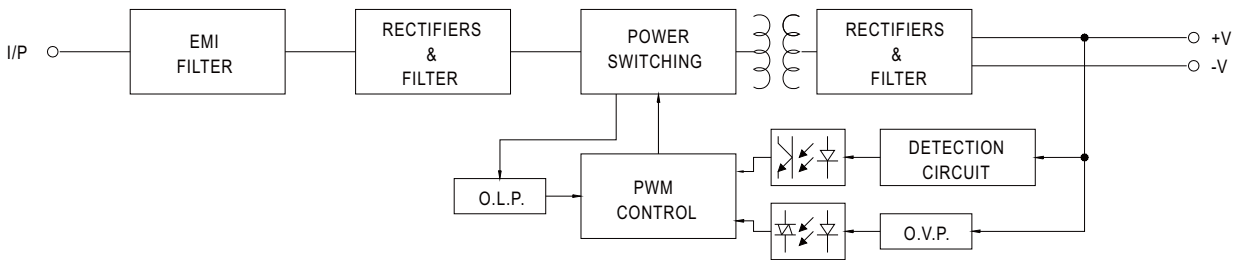 I/P
EMI
FILTER
RECTIFIERS
&
FILTER
POWER
SWITCHING
RECTIFIERS
&
FILTER
+V
-V
O.L.P.
PWM
CONTROL
DETECTION
CIRCUIT
O.V.P.